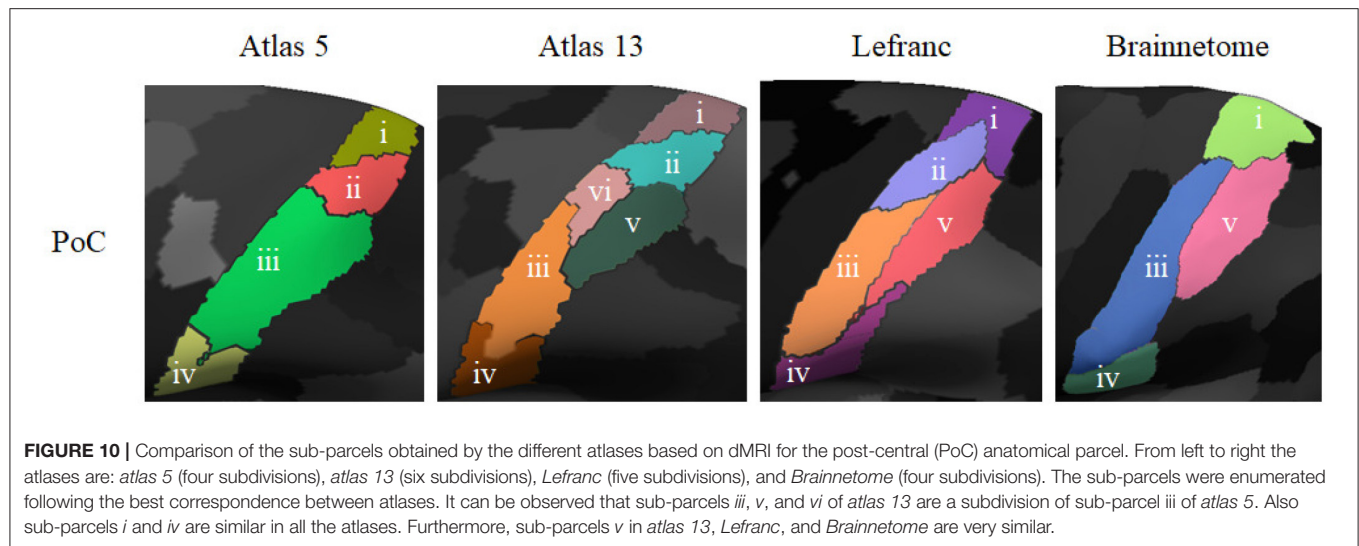 Atlas 5 Atlas 13 Lefranc Brainnetome
PoC
i
ii
iii
iv
i
ii
vi
v
iii
iv
i
ii
v
iii
iv
i
v
iii
iv
FIGURE 10 | Comparison of the sub-parcels obtained by the different atlases based on dMRI for the post-central (PoC) anatomical parcel. From left to right the
atlases are: atlas 5 (four subdivisions), atlas 13 (six subdivisions), Lefranc (five subdivisions), and Brainnetome (four subdivisions). The sub-parcels were enumerated
following the best correspondence between atlases. It can be observed that sub-parcels iii, v, and vi of atlas 13 are a subdivision of sub-parcel iii of atlas 5. Also
sub-parcels i and iv are similar in all the atlases. Furthermore, sub-parcels v in atlas 13, Lefranc, and Brainnetome are very similar.